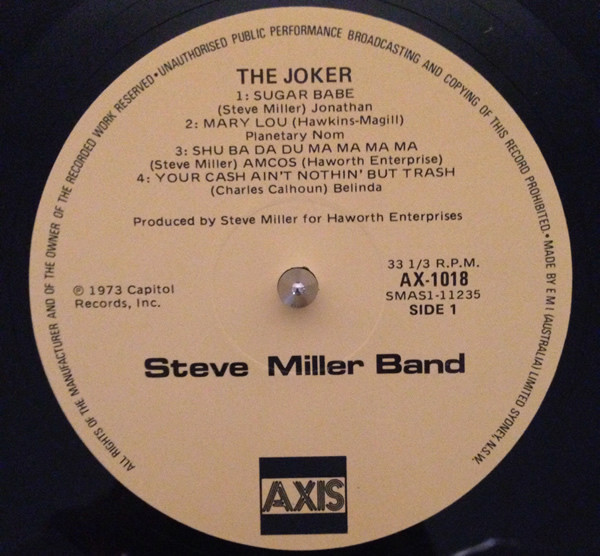 ALL RIGHTS OF THE MANUFACTURER AND OF THE OWNER OF THE RECORDED WORK RESERVED • UNAUTHORISED PUBLIC PERFORMANCE BROADCASTING AND COPYING OF THIS RECORD PROHIBITED. • MADE BY E M I (AUSTRALIA) LIMITED SYDNEY, N.S.W.
THE JOKER
1: SUGAR BABE
(Steve Miller) Jonathan
2: MARY LOU (Hawkins-Magill)
Planetary Nom
3: SHU BA DA DU MA MA MA MA
(Steve Miller) AMCOS (Haworth Enterprise)
4: YOUR CASH AIN'T NOTHIN' BUT TRASH
(Charles Calhoun) Belinda
Produced by Steve Miller for Haworth Enterprises
℗ 1973 Capitol
Records, Inc.
33 1/3 R.P.M.
AX-1018
SMAS1-11235
SIDE 1
Steve Miller Band
AXIS